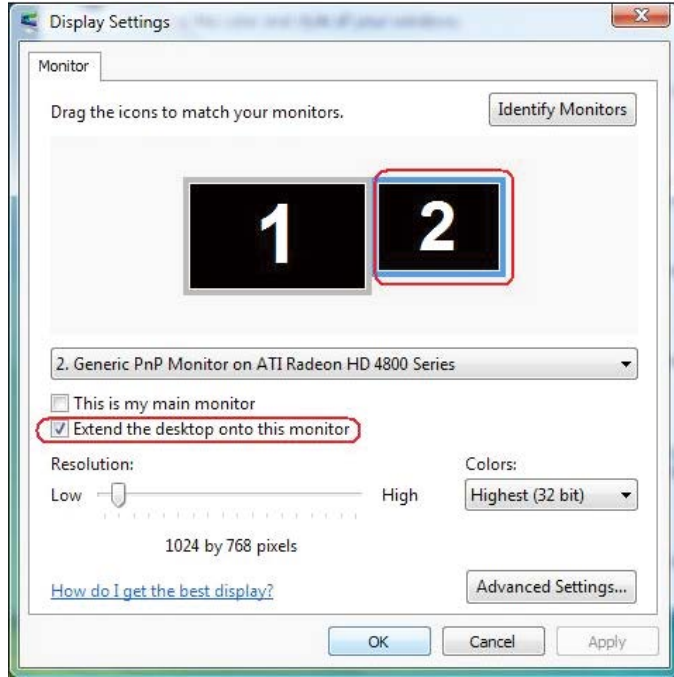 Display Settings
Monitor
Drag the icons to match your monitors.
Identify Monitors
1
2
2. Generic PnP Monitor on ATI Radeon HD 4800 Series
This is my main monitor
Extend the desktop onto this monitor
Resolution:
Colors:
Low
High
Highest (32 bit)
1024 by 768 pixels
How do I get the best display?
Advanced Settings...
OK
Cancel
Apply